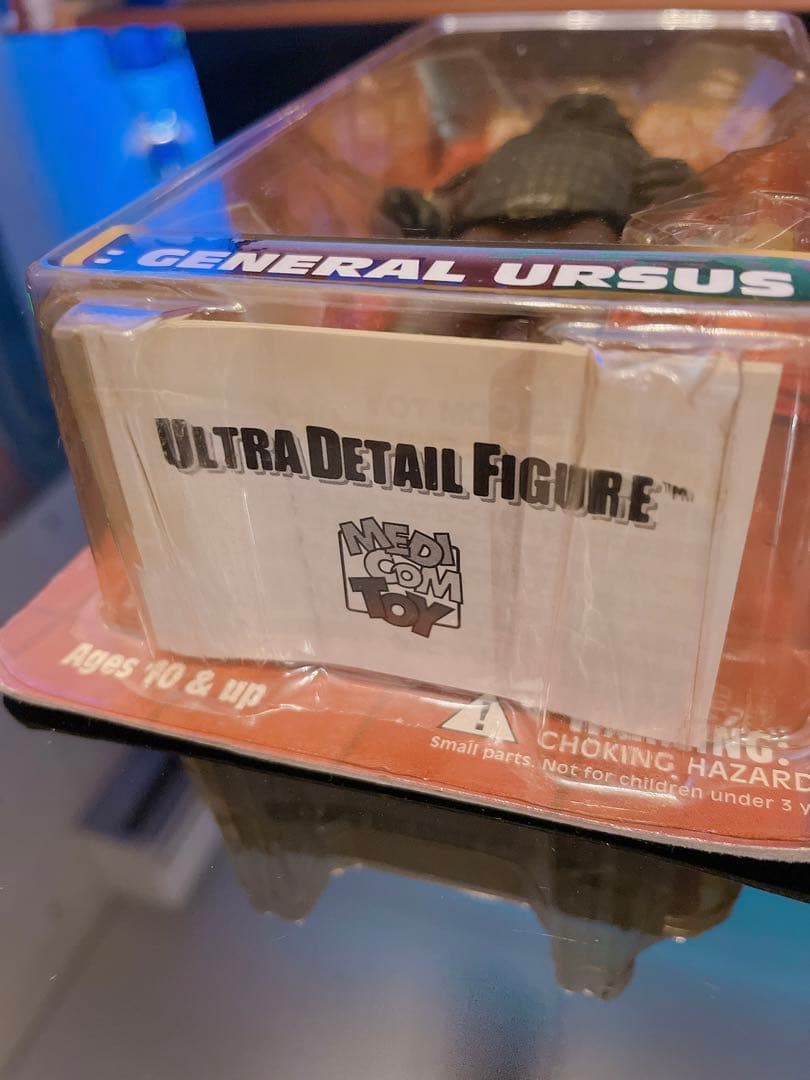 : GENERAL URSUS
ULTRA DETAIL FIGURE™
MEDI
COM
TOY
Ages 10 & up
WARNING:
CHOKING HAZARD
Small parts. Not for children under 3 y